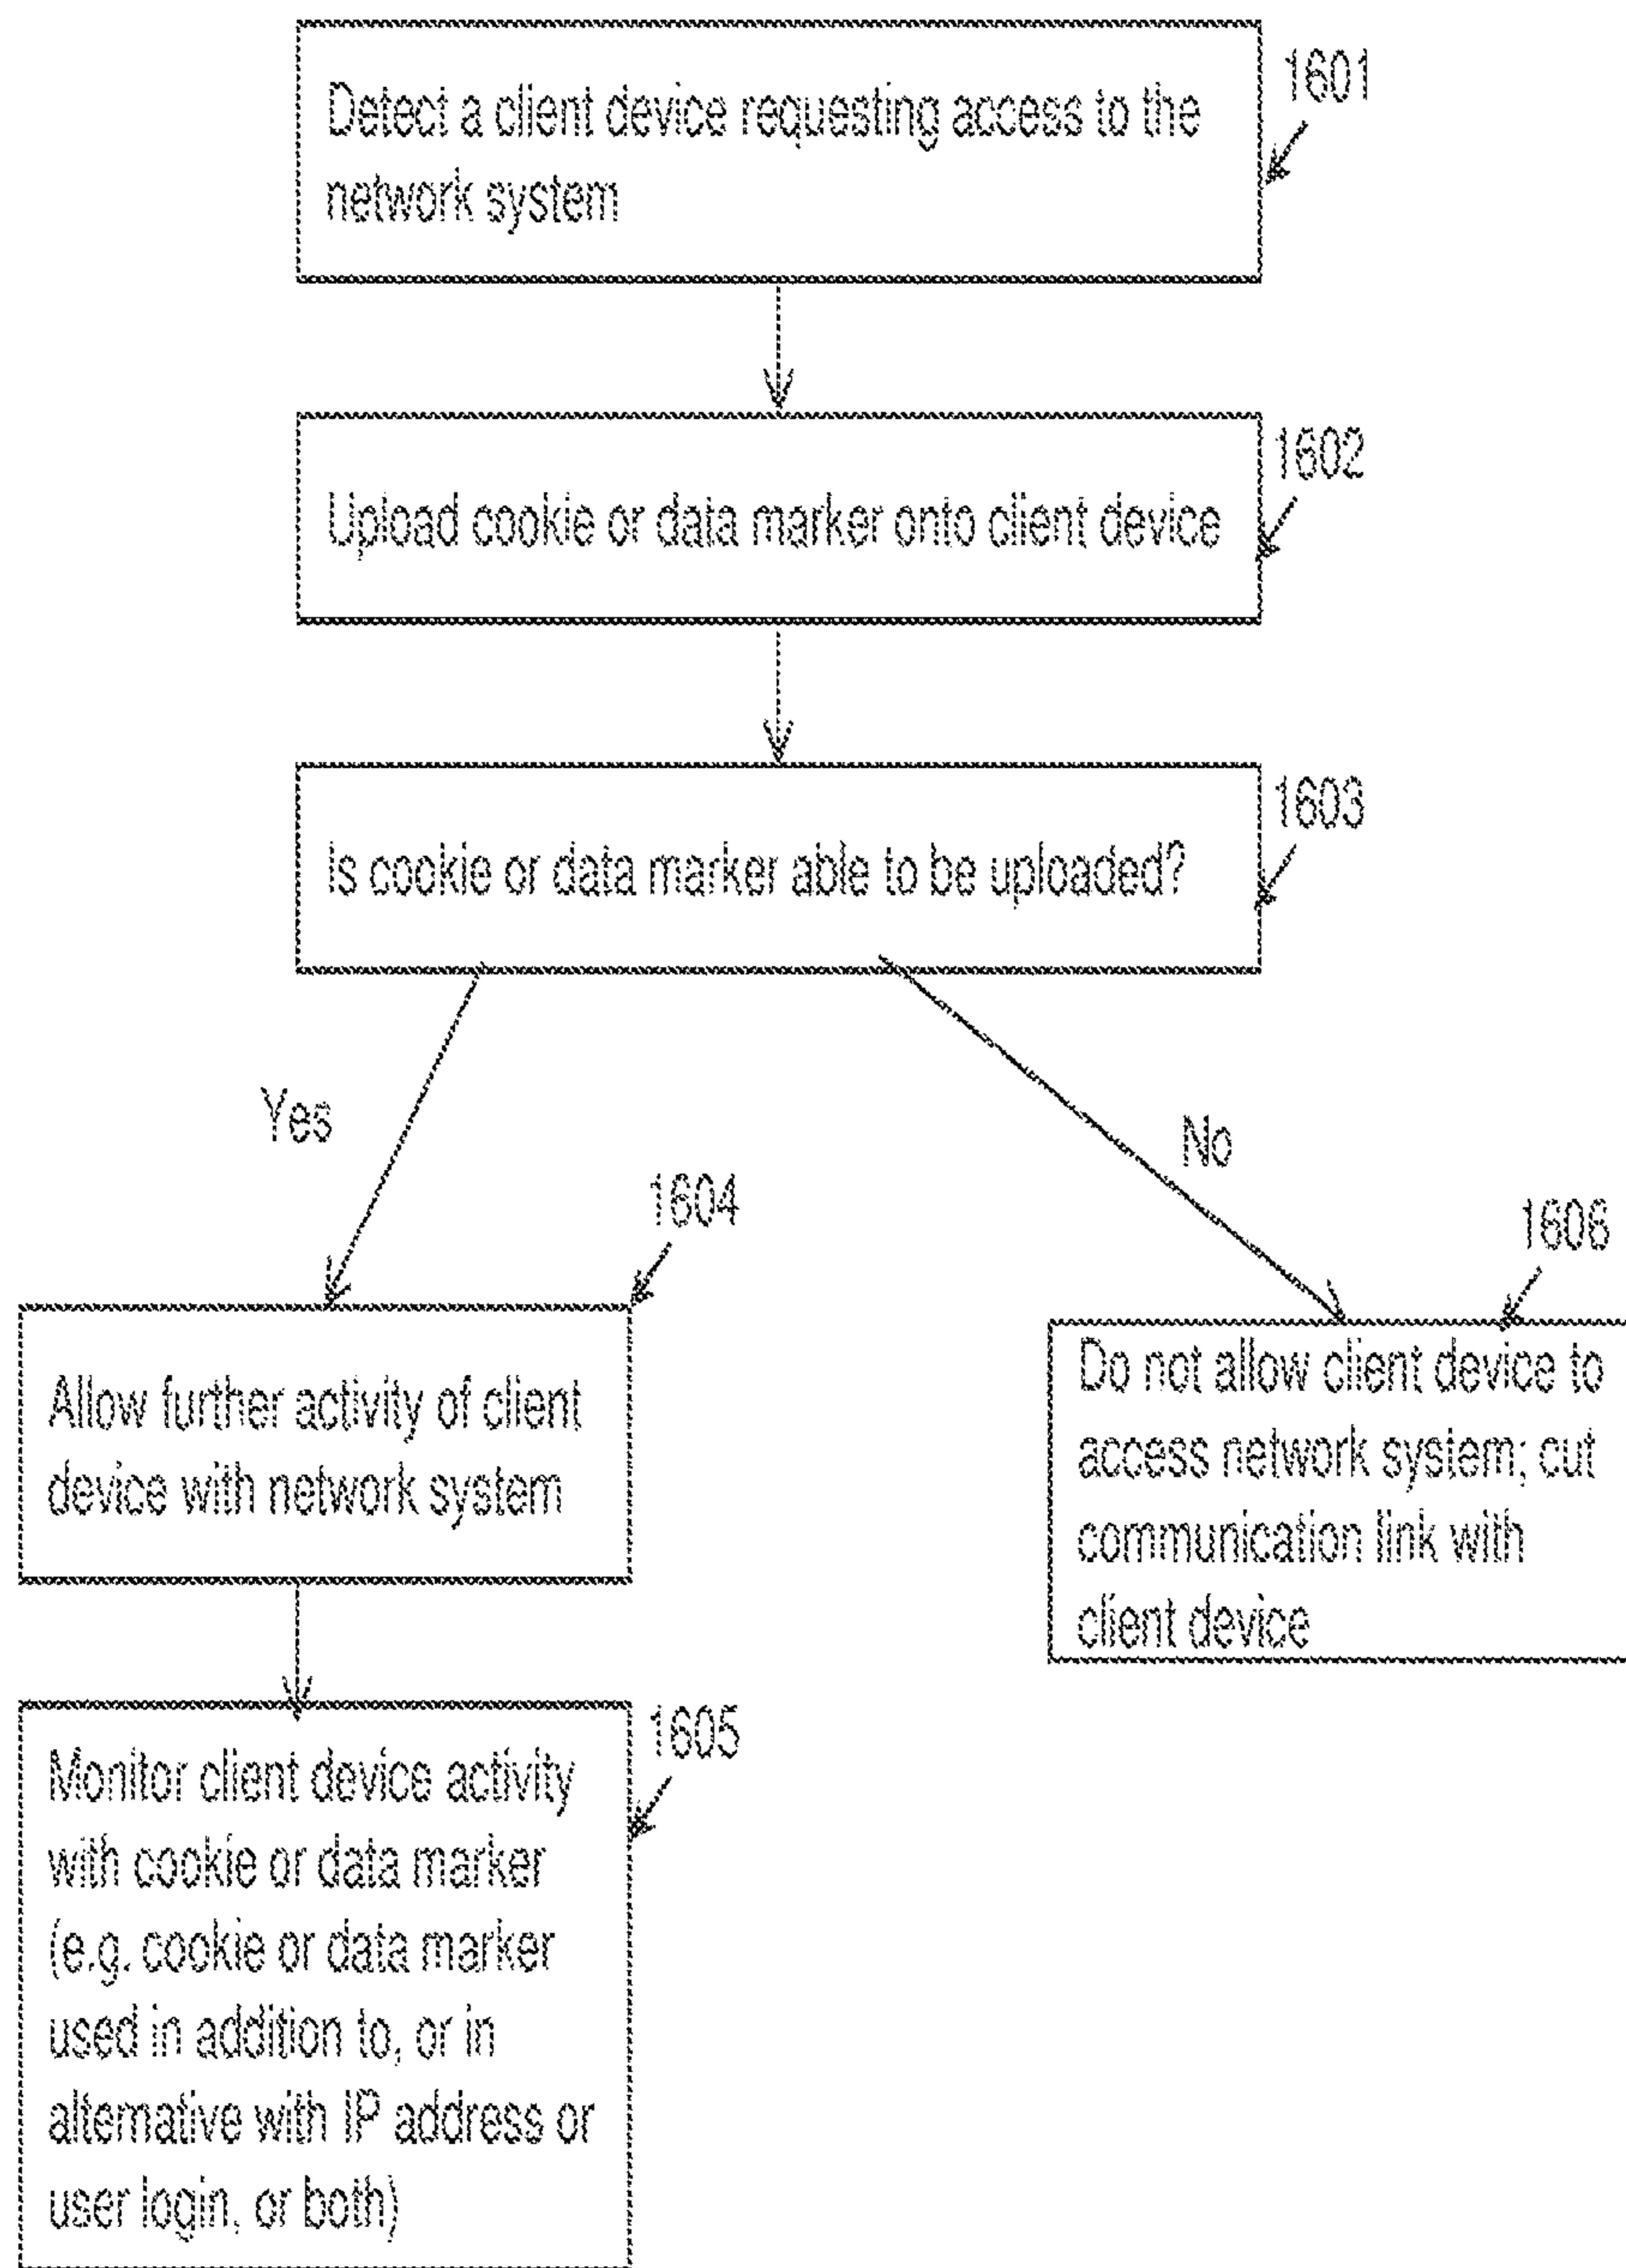 Detect a client device requesting access to the
network system
1601
Upload cookie or data marker onto client device
1602
Is cookie or data marker able to be uploaded?
1603
Yes
No
1604
Allow further activity of client
device with network system
1606
Do not allow client device to
access network system; cut
communication link with
client device
1605
Monitor client device activity
with cookie or data marker
(e.g. cookie or data marker
used in addition to, or in
alternative with IP address or
user login, or both)